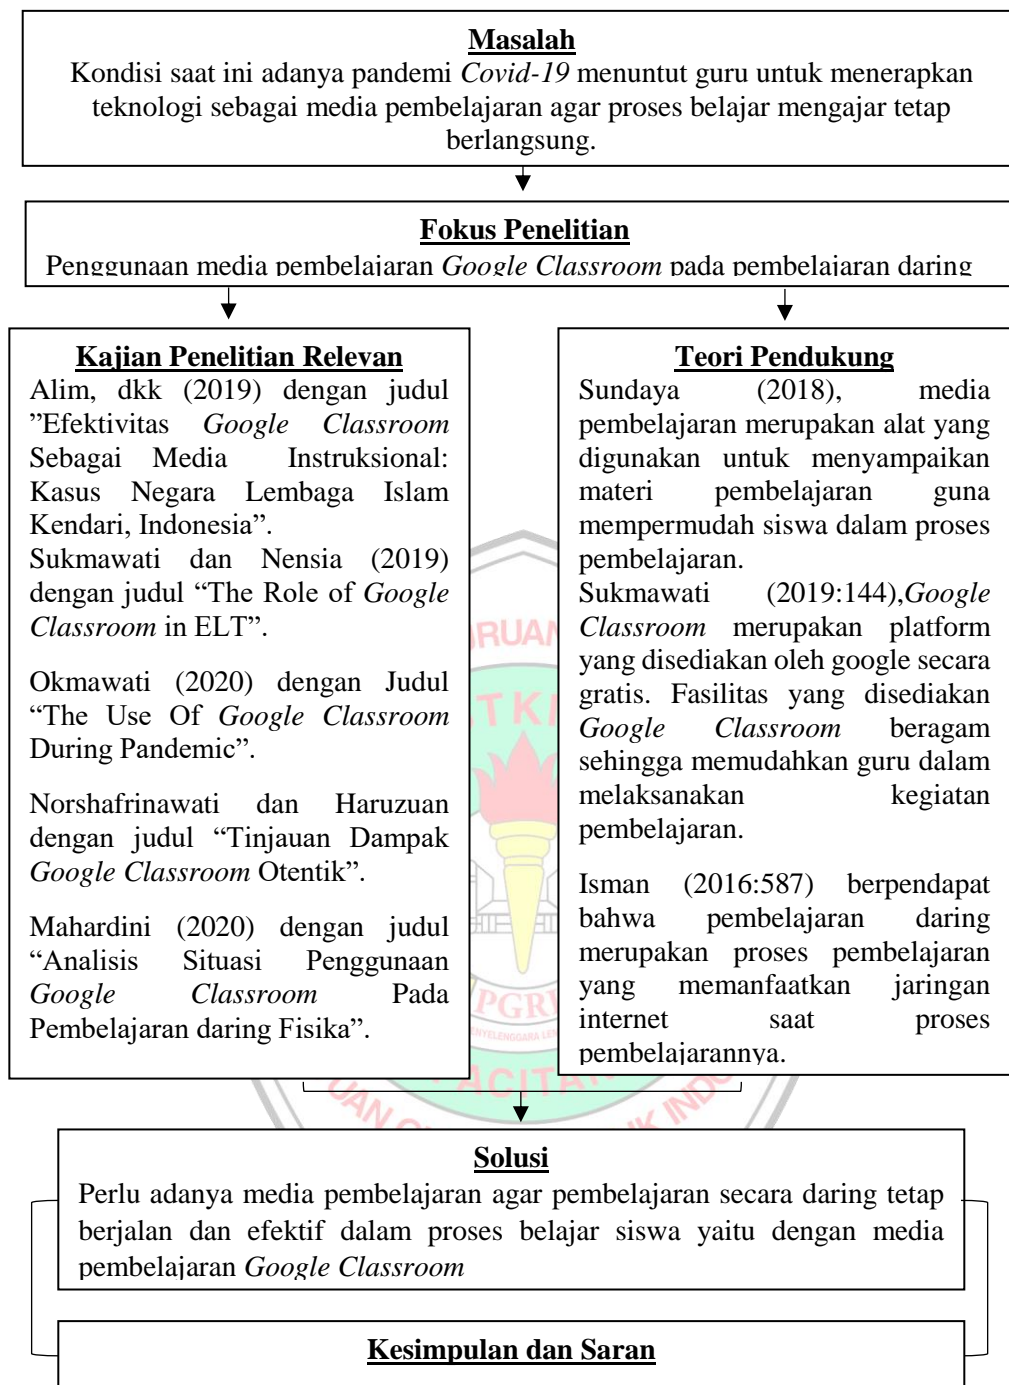 Masalah
Kondisi saat ini adanya pandemi Covid-19 menuntut guru untuk menerapkan
teknologi sebagai media pembelajaran agar proses belajar mengajar tetap
berlangsung.
Fokus Penelitian
Penggunaan media pembelajaran Google Classroom pada pembelajaran daring
Kajian Penelitian Relevan
Alim, dkk (2019) dengan judul
”Efektivitas Google Classroom
Sebagai Media Instruksional:
Kasus Negara Lembaga Islam
Kendari, Indonesia”.
Sukmawati dan Nensia (2019)
dengan judul “The Role of Google
Classroom in ELT”.
Okmawati (2020) dengan Judul
“The Use Of Google Classroom
During Pandemic”.
Norshafrinawati dan Haruzuan
dengan judul “Tinjauan Dampak
Google Classroom Otentik”.
Mahardini (2020) dengan judul
“Analisis Situasi Penggunaan
Google Classroom Pada
Pembelajaran daring Fisika”.
Teori Pendukung
Sundaya (2018), media
pembelajaran merupakan alat yang
digunakan untuk menyampaikan
materi pembelajaran guna
mempermudah siswa dalam proses
pembelajaran.
Sukmawati (2019:144),Google
Classroom merupakan platform
yang disediakan oleh google secara
gratis. Fasilitas yang disediakan
Google Classroom beragam
sehingga memudahkan guru dalam
melaksanakan kegiatan
pembelajaran.
Isman (2016:587) berpendapat
bahwa pembelajaran daring
merupakan proses pembelajaran
yang memanfaatkan jaringan
internet saat proses
pembelajarannya.
PGRI
PACITAN
Solusi
Perlu adanya media pembelajaran agar pembelajaran secara daring tetap
berjalan dan efektif dalam proses belajar siswa yaitu dengan media
pembelajaran Google Classroom
Kesimpulan dan Saran